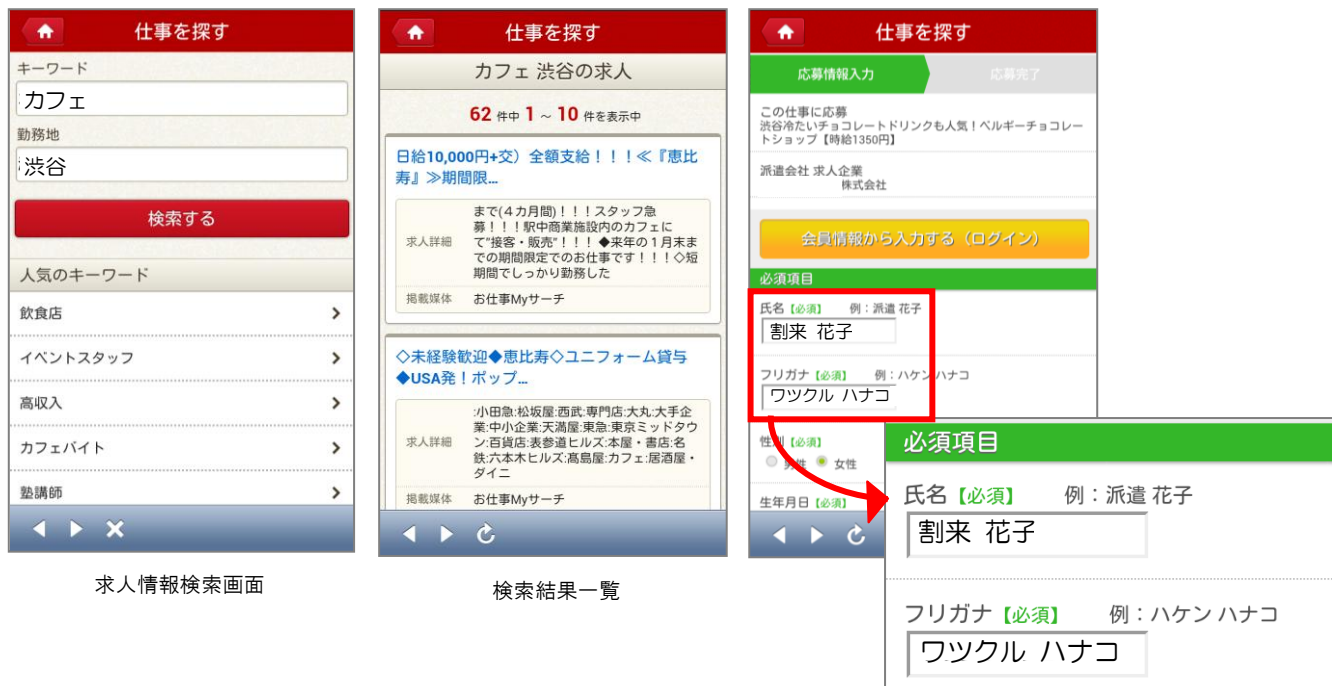 仕事を探す
キーワード
カフェ
勤務地
渋谷
検索する
人気のキーワード
飲食店
イベントスタッフ
高収入
カフェバイト
塾講師
求人情報検索画面
仕事を探す
カフェ 渋谷の求人
62 件中 1 ~ 10 件を表示中
日給10,000円+交）全額支給！！！≪『恵比
寿』≫期間限...
求人詳細
まで(４カ月間)！！！スタッフ急
募！！！駅中商業施設内のカフェに
て"接客・販売"！！！◆来年の１月末ま
での期間限定でのお仕事です！！！◇短
期間でしっかり勤務した
掲載媒体 お仕事Myサーチ
◇未経験歓迎◆恵比寿◇ユニフォーム貸与
◆USA発！ポップ...
求人詳細
:小田急:松坂屋:西武:専門店:大丸:大手企
業:中小企業:天満屋:東急:東京ミッドタウ
ン:百貨店:表参道ヒルズ:本屋・書店:名
鉄:六本木ヒルズ:髙島屋:カフェ:居酒屋・
ダイニ
掲載媒体 お仕事Myサーチ
検索結果一覧
仕事を探す
応募情報入力 応募完了
この仕事に応募
渋谷冷たいチョコレートドリンクも人気！ベルギーチョコレー
トショップ【時給1350円】
派遣会社 求人企業
株式会社
会員情報から入力する（ログイン）
必須項目
氏名【必須】 例：派遣 花子
割来 花子
フリガナ【必須】 例：ハケン ハナコ
ワツクル ハナコ
性別【必須】
男性 女性
生年月日【必須】
必須項目
氏名【必須】 例：派遣 花子
割来 花子
フリガナ【必須】 例：ハケン ハナコ
ワツクル ハナコ